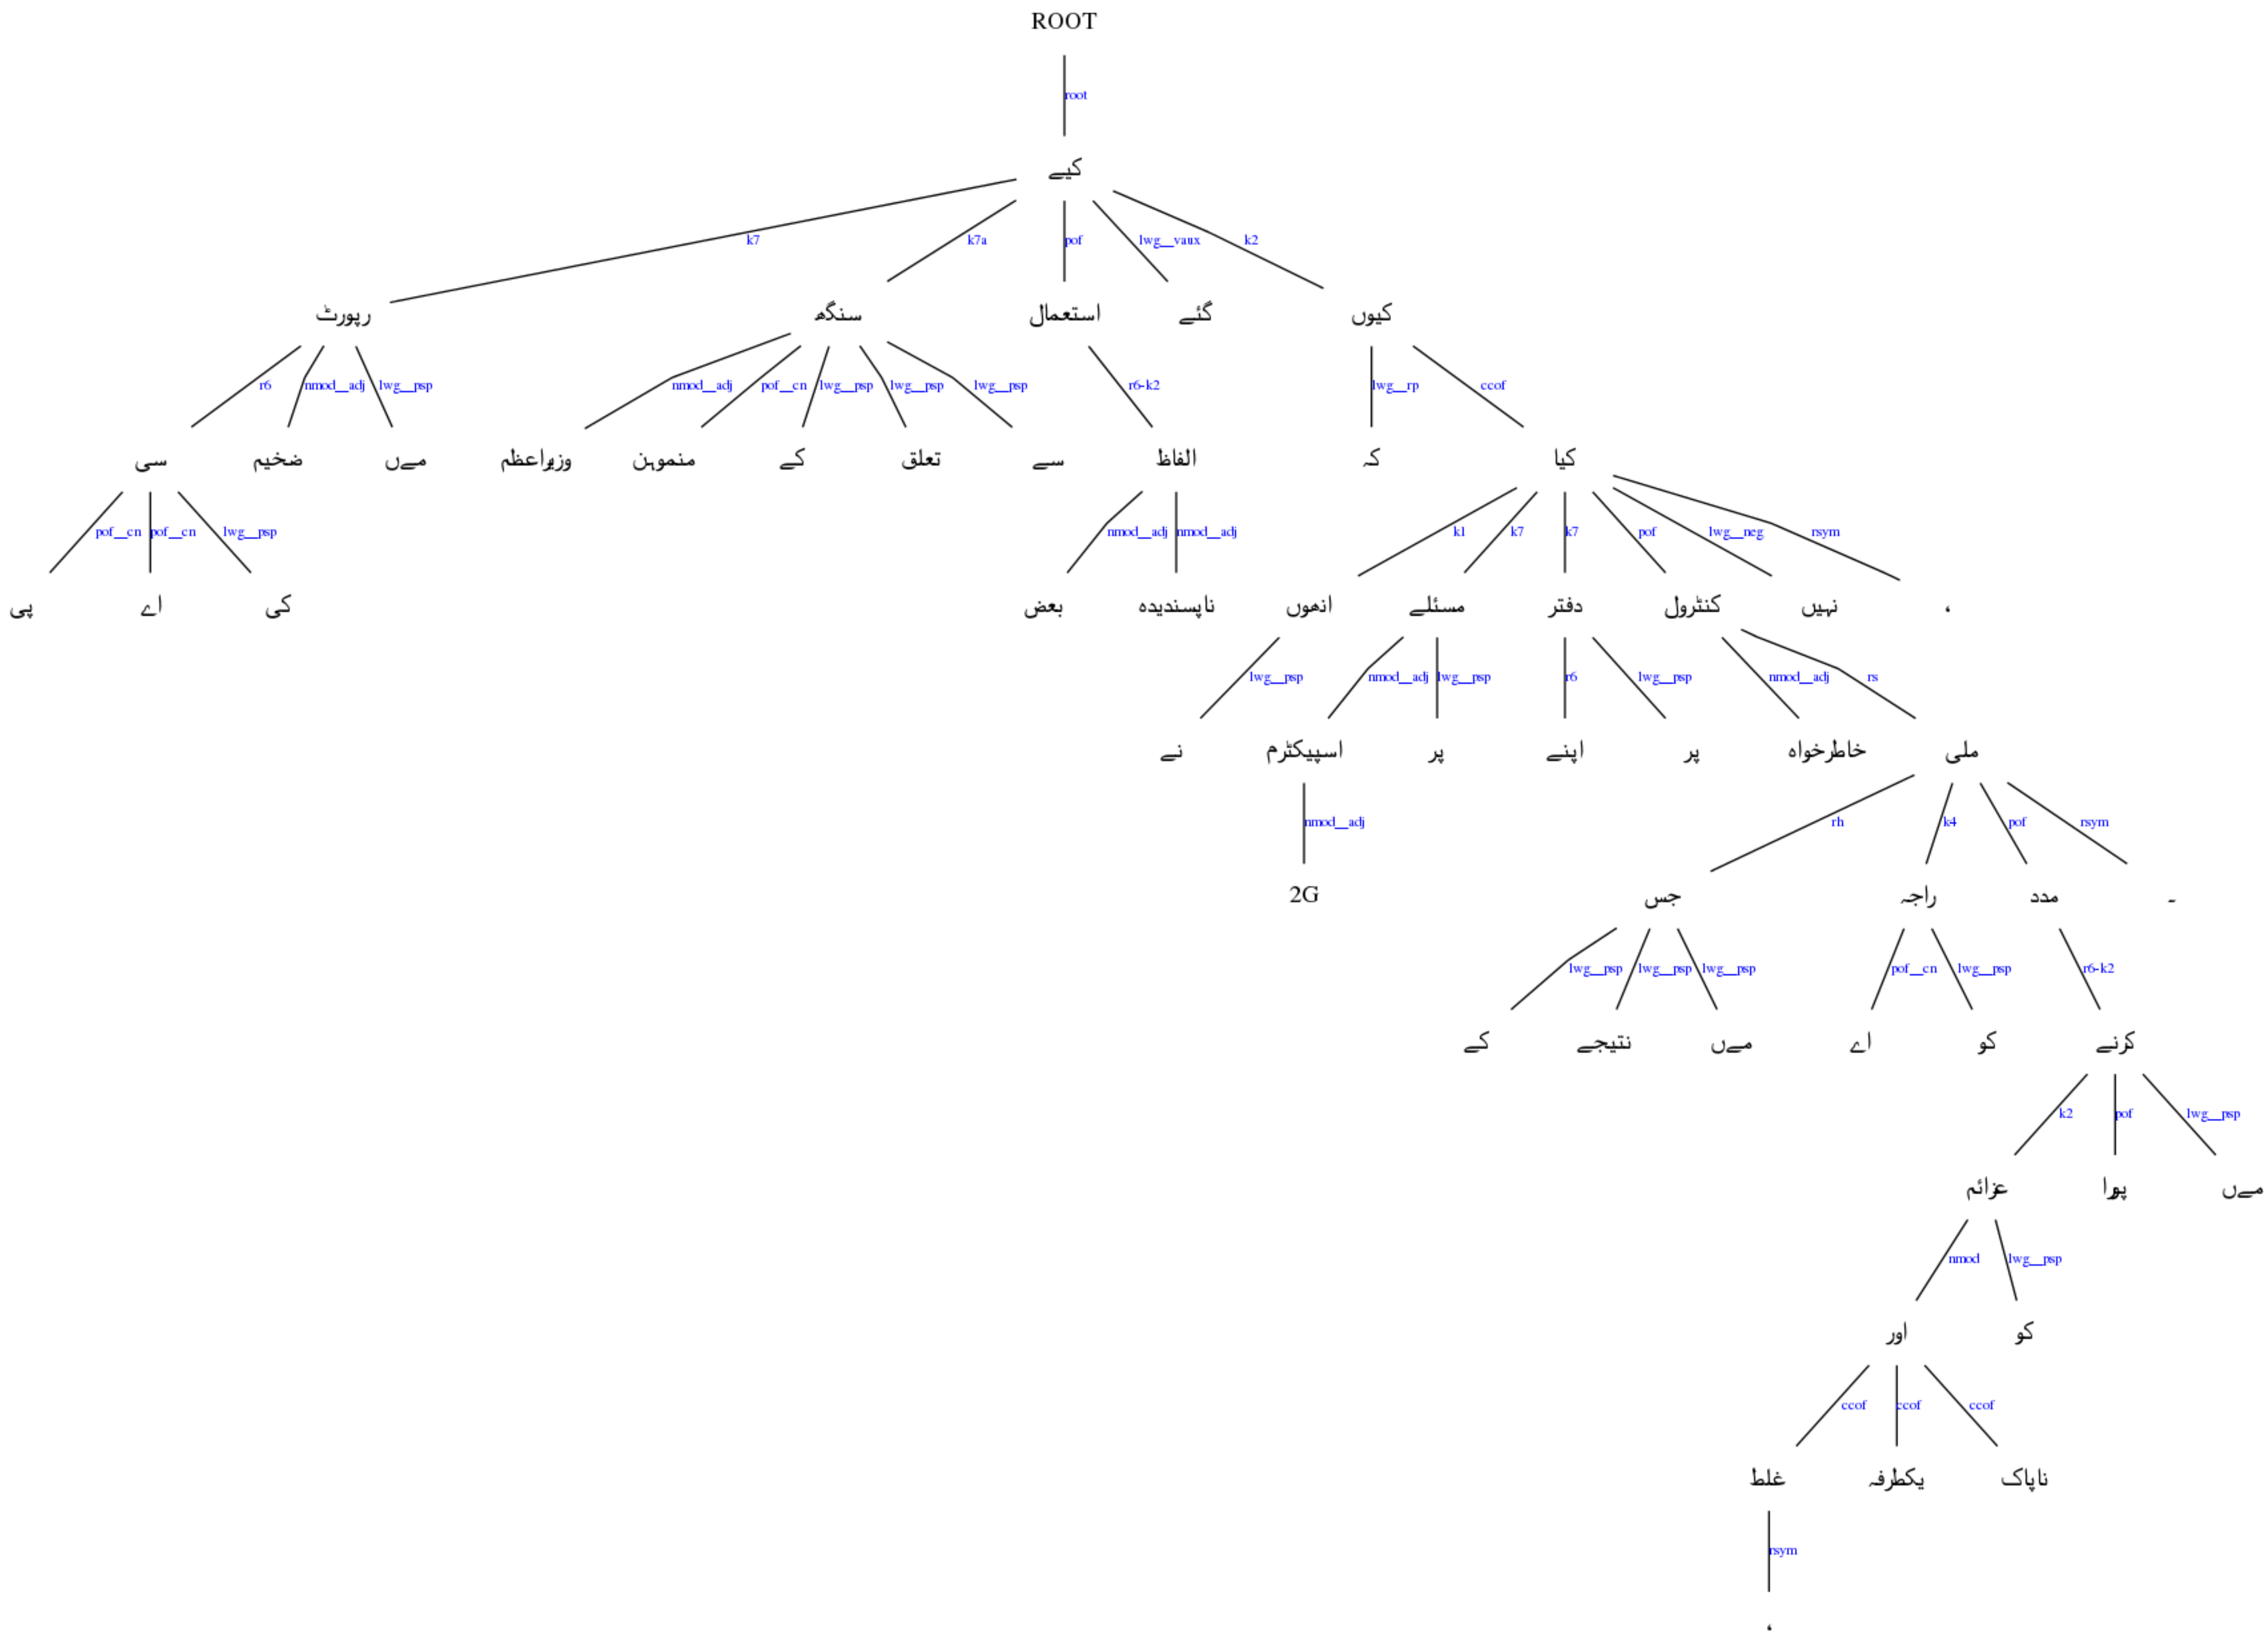 ROOT
root
کیے
k7 k7a pof lwg__vaux k2
رپورٹ سنگھ استعمال گئے کیوں
r6 nmod__adj lwg__psp nmod__adj pof__cn lwg__psp lwg__psp lwg__psp r6-k2 lwg__rp ccof
سی ضخیم مےں وزیراعظم منموہن کے تعلق سے الفاظ کہ کیا
pof__cn pof__cn lwg__psp nmod__adj nmod__adj k1 k7 k7 pof lwg__neg rsym
پی اے کی بعض ناپسندیدہ انھوں مسئلے دفتر کنٹرول نہیں ،
lwg__psp nmod__adj lwg__psp r6 lwg__psp nmod__adj rs
نے اسپیکٹرم پر اپنے پر خاطرخواہ ملی
nmod__adj rh k4 pof rsym
2G جس راجہ مدد ۔
lwg__psp lwg__psp lwg__psp pof__cn lwg__psp r6-k2
کے نتیجے مےں اے کو کرنے
k2 pof lwg__psp
عزائم پورا مےں
nmod lwg__psp
اور کو
ccof ccof ccof
غلط یکطرفہ ناپاک
rsym
،